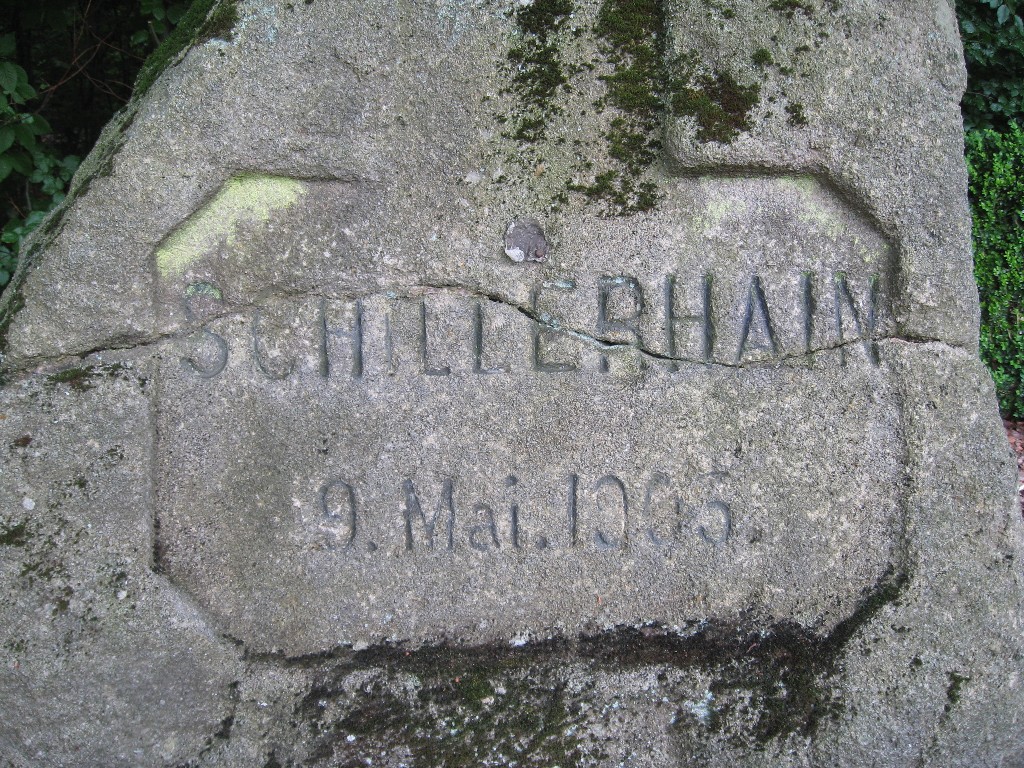 SCHILLERHAIN
9. Mai. 1905.